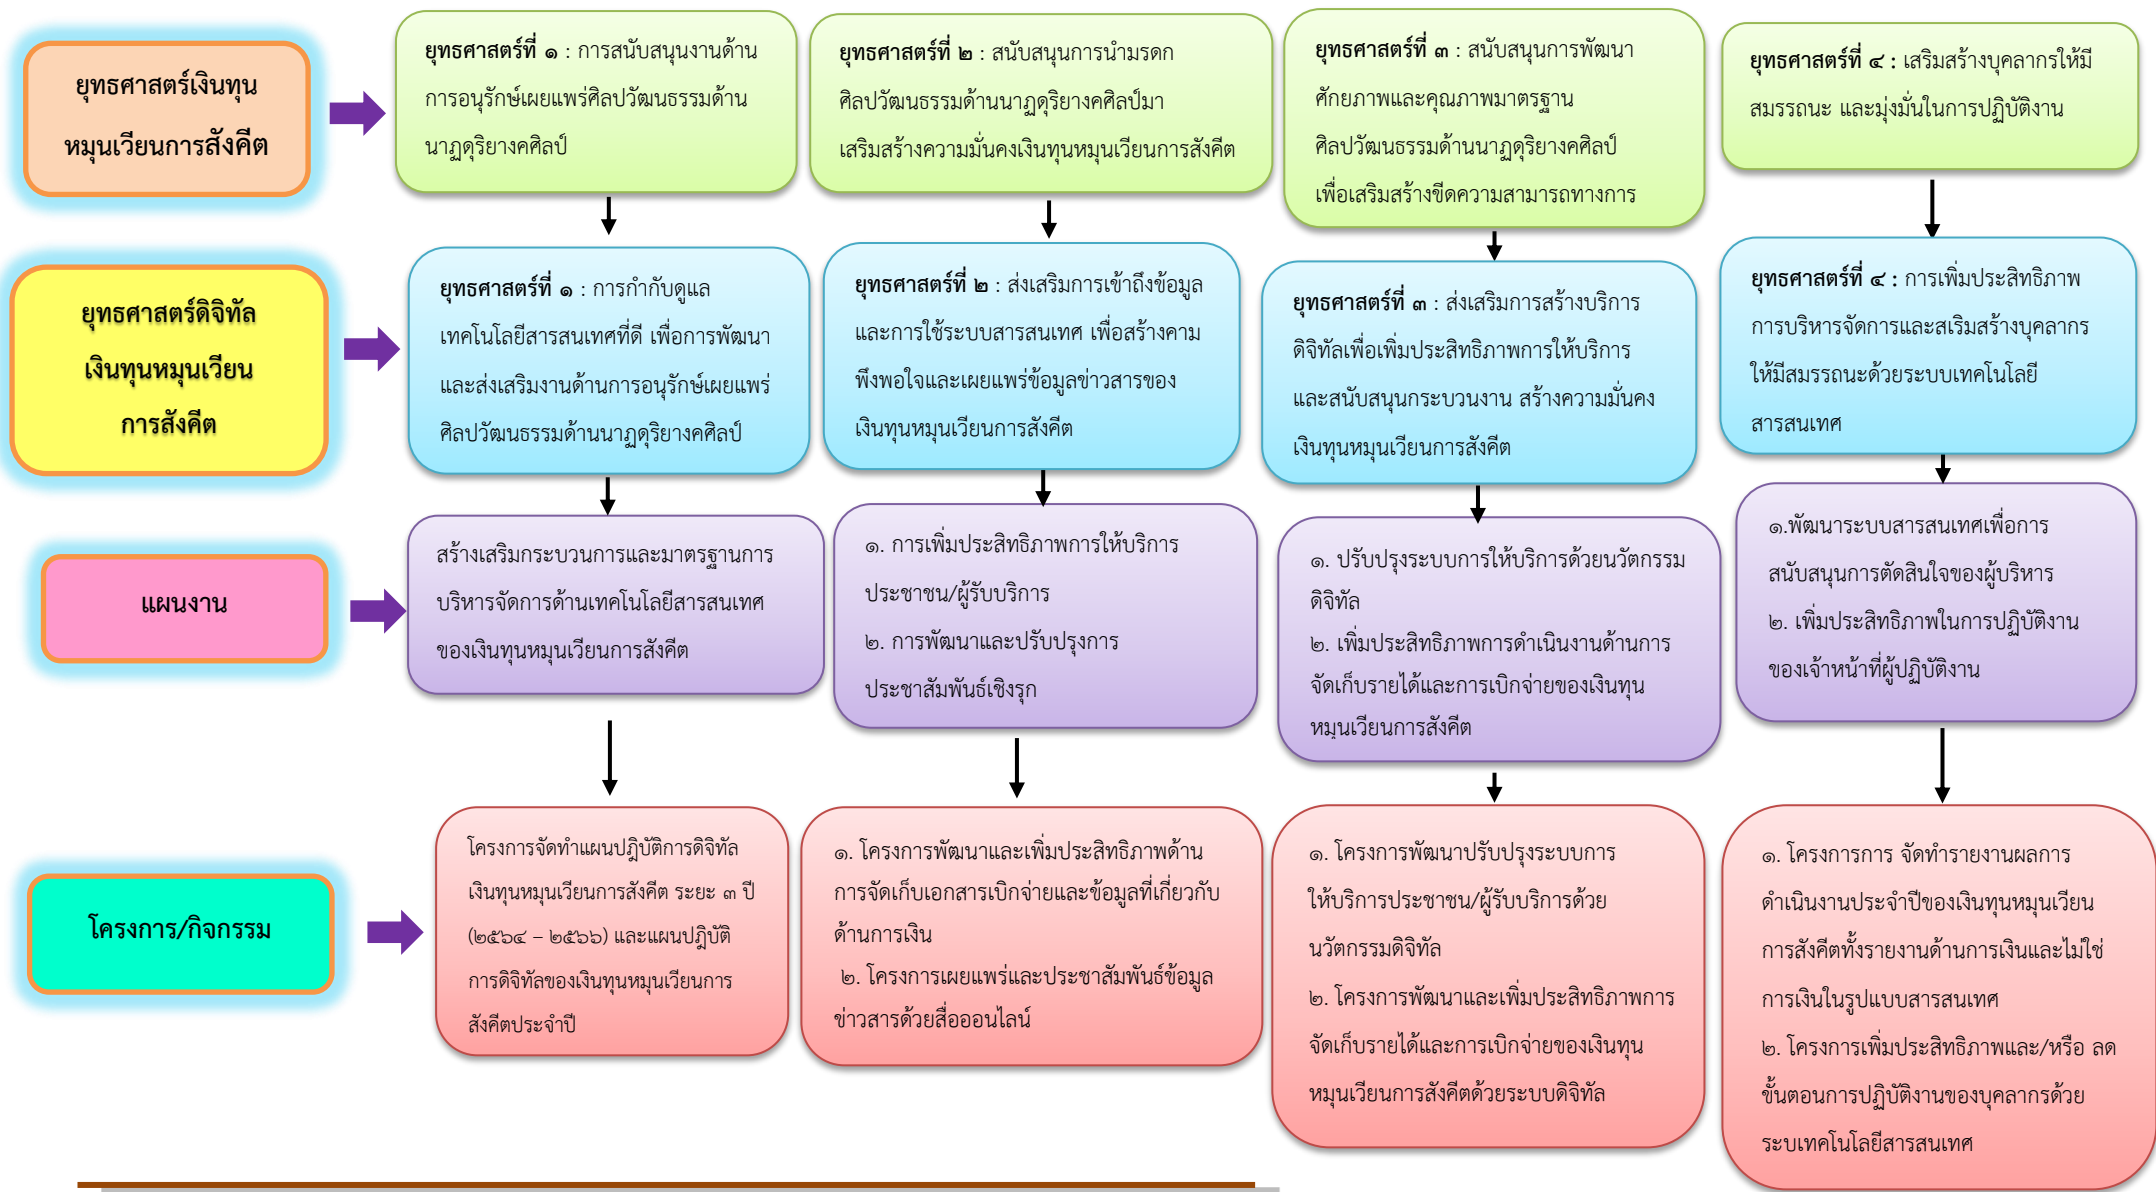 ยุทธศาสตร์เงินทุน
หมุนเวียนการสังคีต
ยุทธศาสตร์ที่ ๑ : การสนับสนุนงานด้าน
การอนุรักษ์เผยแพร่ศิลปวัฒนธรรมด้าน
นาฏดุริยางคศิลป์
ยุทธศาสตร์ที่ ๒ : สนับสนุนการนำมรดก
ศิลปวัฒนธรรมด้านนาฏดุริยางคศิลป์มา
เสริมสร้างความมั่นคงเงินทุนหมุนเวียนการสังคีต
ยุทธศาสตร์ที่ ๓ : สนับสนุนการพัฒนา
ศักยภาพและคุณภาพมาตรฐาน
ศิลปวัฒนธรรมด้านนาฏดุริยางคศิลป์
เพื่อเสริมสร้างขีดความสามารถทางการ
ยุทธศาสตร์ที่ ๔ : เสริมสร้างบุคลากรให้มี
สมรรถนะ และมุ่งมั่นในการปฏิบัติงาน
ยุทธศาสตร์ดิจิทัล
เงินทุนหมุนเวียน
การสังคีต
ยุทธศาสตร์ที่ ๑ : การกำกับดูแล
เทคโนโลยีสารสนเทศที่ดี เพื่อการพัฒนา
และส่งเสริมงานด้านการอนุรักษ์เผยแพร่
ศิลปวัฒนธรรมด้านนาฏดุริยางคศิลป์
ยุทธศาสตร์ที่ ๒ : ส่งเสริมการเข้าถึงข้อมูล
และการใช้ระบบสารสนเทศ เพื่อสร้างคาม
พึงพอใจและเผยแพร่ข้อมูลข่าวสารของ
เงินทุนหมุนเวียนการสังคีต
ยุทธศาสตร์ที่ ๓ : ส่งเสริมการสร้างบริการ
ดิจิทัลเพื่อเพิ่มประสิทธิภาพการให้บริการ
และสนับสนุนกระบวนงาน สร้างความมั่นคง
เงินทุนหมุนเวียนการสังคีต
ยุทธศาสตร์ที่ ๔ : การเพิ่มประสิทธิภาพ
การบริหารจัดการและสเริมสร้างบุคลากร
ให้มีสมรรถนะด้วยระบบเทคโนโลยี
สารสนเทศ
แผนงาน
สร้างเสริมกระบวนการและมาตรฐานการ
บริหารจัดการด้านเทคโนโลยีสารสนเทศ
ของเงินทุนหมุนเวียนการสังคีต
๑. การเพิ่มประสิทธิภาพการให้บริการ
ประชาชน/ผู้รับบริการ
๒. การพัฒนาและปรับปรุงการ
ประชาสัมพันธ์เชิงรุก
๑. ปรับปรุงระบบการให้บริการด้วยนวัตกรรม
ดิจิทัล
๒. เพิ่มประสิทธิภาพการดำเนินงานด้านการ
จัดเก็บรายได้และการเบิกจ่ายของเงินทุน
หมุนเวียนการสังคีต
๑.พัฒนาระบบสารสนเทศเพื่อการ
สนับสนุนการตัดสินใจของผู้บริหาร
๒. เพิ่มประสิทธิภาพในการปฏิบัติงาน
ของเจ้าหน้าที่ผู้ปฏิบัติงาน
โครงการ/กิจกรรม
โครงการจัดทำแผนปฎิบัติการดิจิทัล
เงินทุนหมุนเวียนการสังคีต ระยะ ๓ ปี
(๒๕๖๔ – ๒๕๖๖) และแผนปฎิบัติ
การดิจิทัลของเงินทุนหมุนเวียนการ
สังคีตประจำปี
๑. โครงการพัฒนาและเพิ่มประสิทธิภาพด้าน
การจัดเก็บเอกสารเบิกจ่ายและข้อมูลที่เกี่ยวกับ
ด้านการเงิน
๒. โครงการเผยแพร่และประชาสัมพันธ์ข้อมูล
ข่าวสารด้วยสื่อออนไลน์
๑. โครงการพัฒนาปรับปรุงระบบการ
ให้บริการประชาชน/ผู้รับบริการด้วย
นวัตกรรมดิจิทัล
๒. โครงการพัฒนาและเพิ่มประสิทธิภาพการ
จัดเก็บรายได้และการเบิกจ่ายของเงินทุน
หมุนเวียนการสังคีตด้วยระบบดิจิทัล
๑. โครงการการ จัดทำรายงานผลการ
ดำเนินงานประจำปีของเงินทุนหมุนเวียน
การสังคีตทั้งรายงานด้านการเงินและไม่ใช่
การเงินในรูปแบบสารสนเทศ
๒. โครงการเพิ่มประสิทธิภาพและ/หรือ ลด
ขั้นตอนการปฏิบัติงานของบุคลากรด้วย
ระบเทคโนโลยีสารสนเทศ